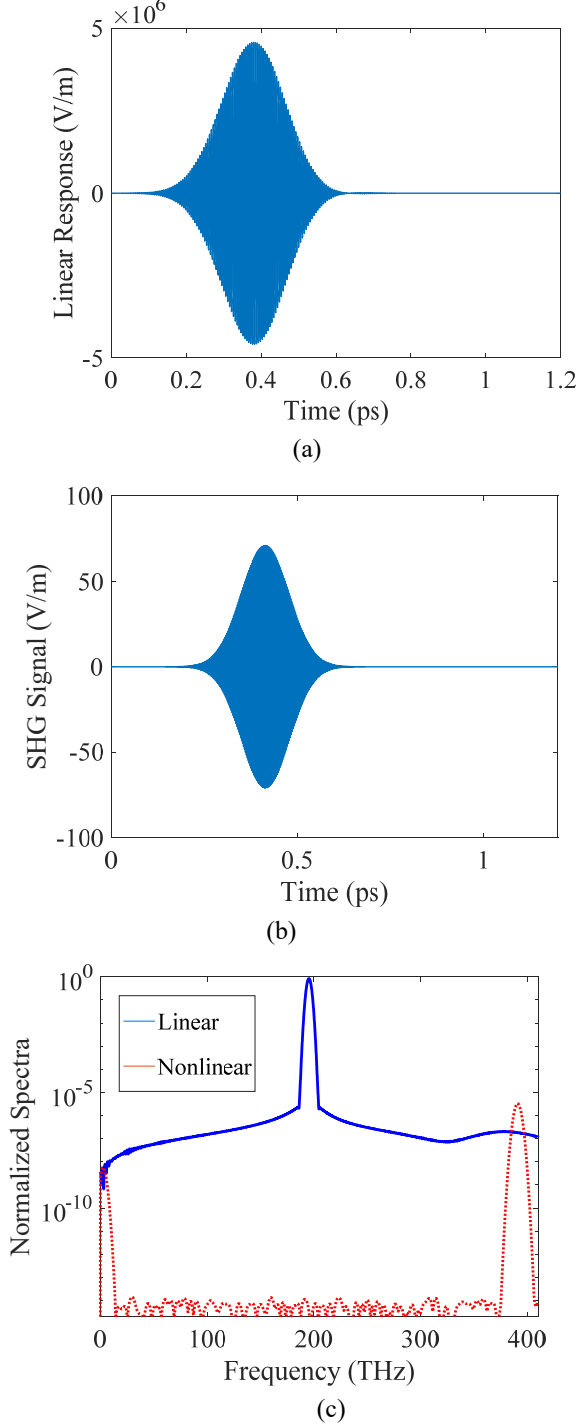 ×10^6
5
Linear Response (V/m)
0
-5
0 0.2 0.4 0.6 0.8 1 1.2
Time (ps)
(a)
100
50
SHG Signal (V/m)
0
-50
-100
0 0.5 1
Time (ps)
(b)
10^0
Linear
Nonlinear
10^-5
Normalized Spectra
10^-10
0 100 200 300 400
Frequency (THz)
(c)